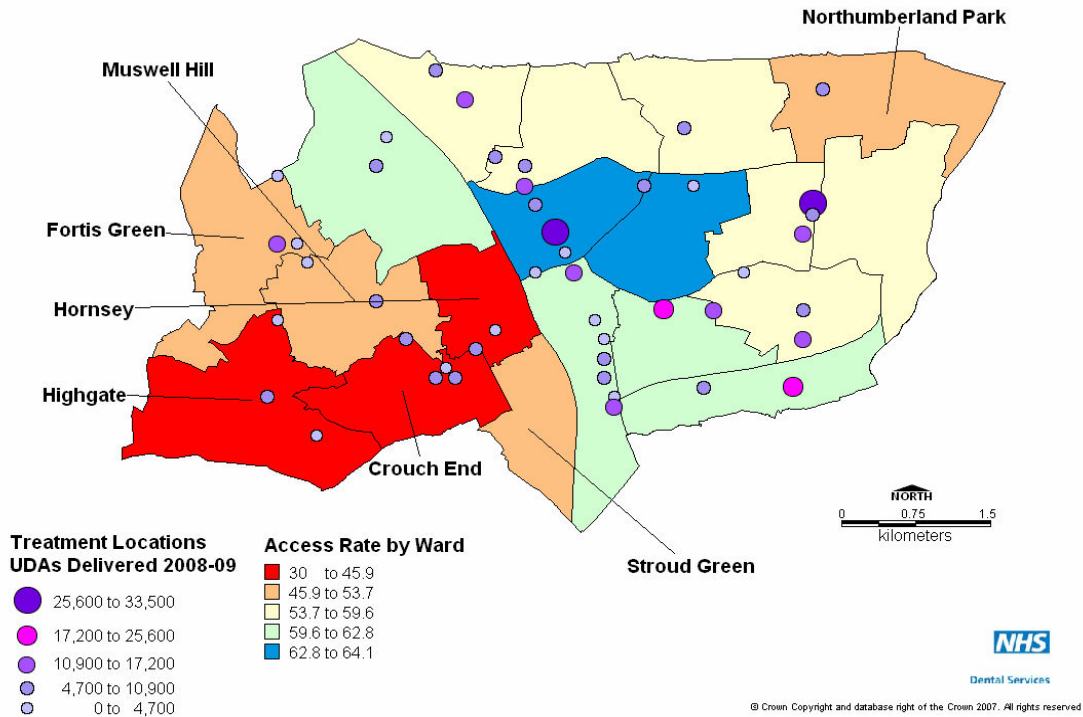 Northumberland Park
Muswell Hill
Fortis Green
Hornsey
Highgate
Crouch End
Stroud Green
NORTH
0 0.75 1.5
kilometers
Treatment Locations
UDAs Delivered 2008-09
25,600 to 33,500
17,200 to 25,600
10,900 to 17,200
4,700 to 10,900
0 to 4,700
Access Rate by Ward
30 to 45.9
45.9 to 53.7
53.7 to 59.6
59.6 to 62.8
62.8 to 64.1
NHS
Dental Services
© Crown Copyright and database right of the Crown 2007. All rights reserved